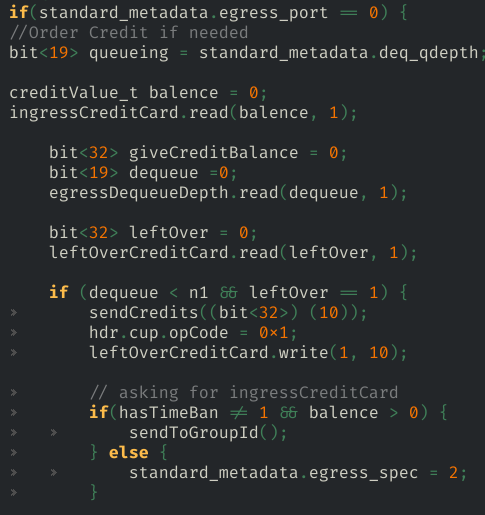 if(standard_metadata.egress_port == 0) {
//Order Credit if needed
bit<19> queueing = standard_metadata.deq_qdepth;
creditValue_t balence = 0;
ingressCreditCard.read(balence, 1);
bit<32> giveCreditBalance = 0;
bit<19> dequeue =0;
egressDequeueDepth.read(dequeue, 1);
bit<32> leftOver = 0;
leftOverCreditCard.read(leftOver, 1);
if (dequeue < n1 && leftOver == 1) {
» sendCredits((bit<32>) (10));
» hdr.cup.opCode = 0×1;
» leftOverCreditCard.write(1, 10);
» // asking for ingressCreditCard
» if(hasTimeBan != 1 && balence > 0) {
» » sendToGroupId();
» } else {
» » standard_metadata.egress_spec = 2;
» }